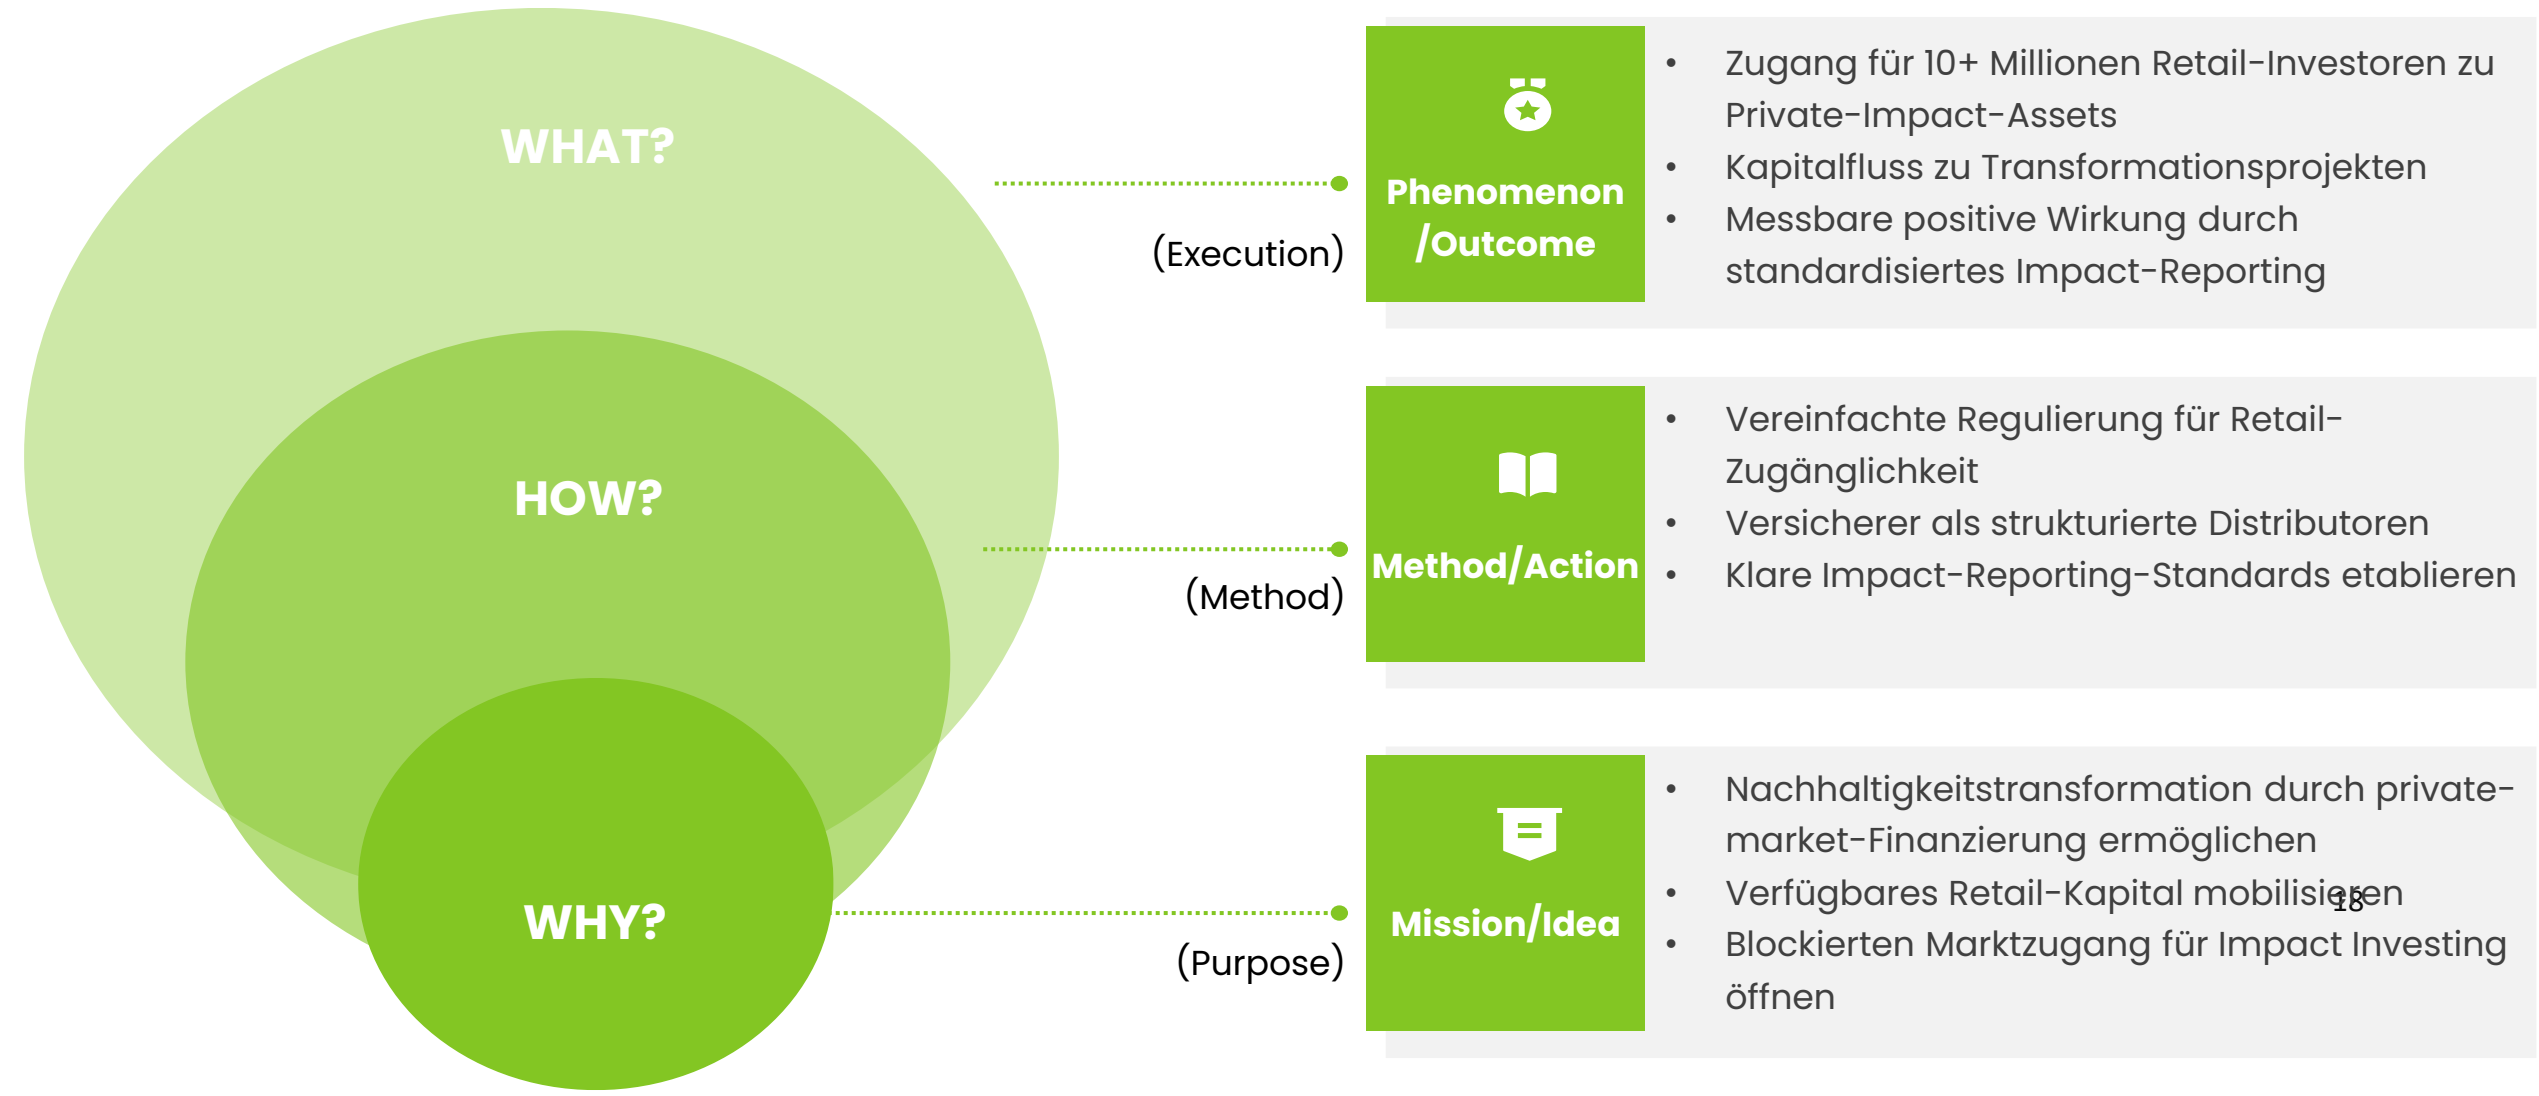 WHAT?
(Execution)
Phenomenon
/Outcome
• Zugang für 10+ Millionen Retail-Investoren zu
Private-Impact-Assets
• Kapitalfluss zu Transformationsprojekten
• Messbare positive Wirkung durch
standardisiertes Impact-Reporting
HOW?
(Method)
Method/Action
• Vereinfachte Regulierung für Retail-
Zugänglichkeit
• Versicherer als strukturierte Distributoren
• Klare Impact-Reporting-Standards etablieren
WHY?
(Purpose)
Mission/Idea
• Nachhaltigkeitstransformation durch private-
market-Finanzierung ermöglichen
• Verfügbares Retail-Kapital mobilisieren
• Blockierten Marktzugang für Impact Investing
öffnen
18